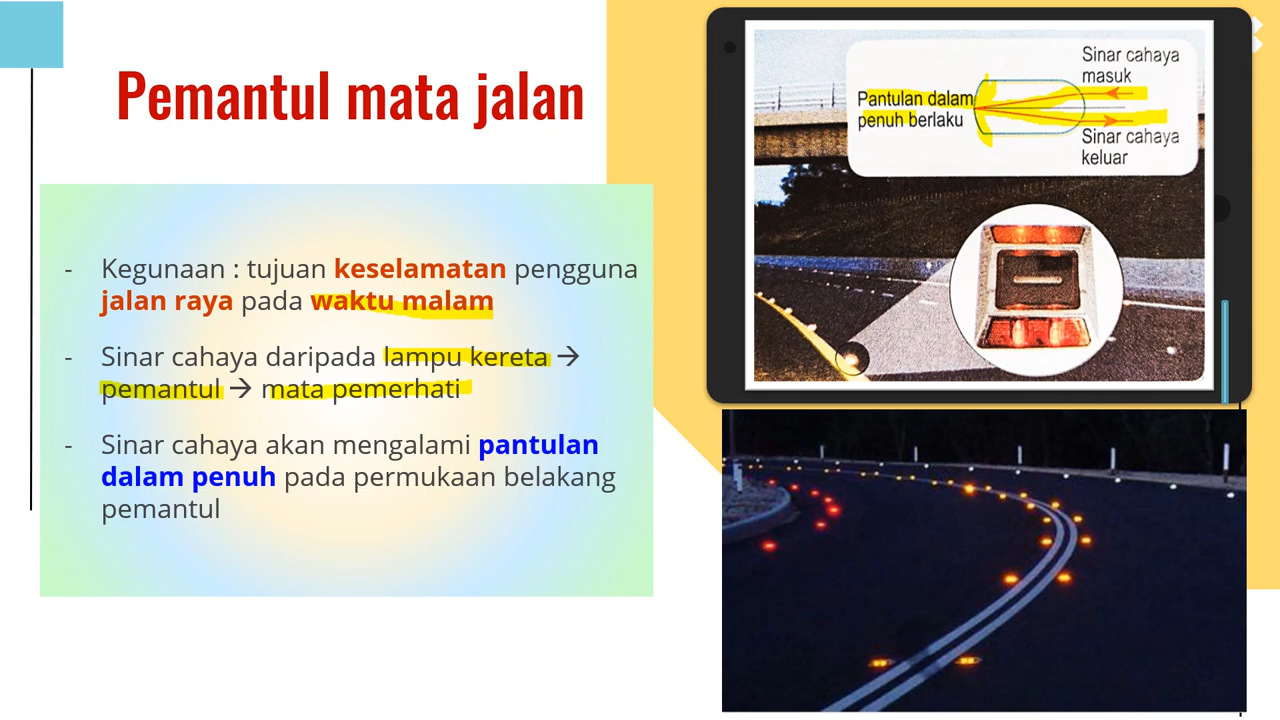 Pemantul mata jalan
- Kegunaan : tujuan keselamatan pengguna
jalan raya pada waktu malam
- Sinar cahaya daripada lampu kereta →
pemantul → mata pemerhati
- Sinar cahaya akan mengalami pantulan
dalam penuh pada permukaan belakang
pemantul
Sinar cahaya
masuk
Pantulan dalam
penuh berlaku
Sinar cahaya
keluar